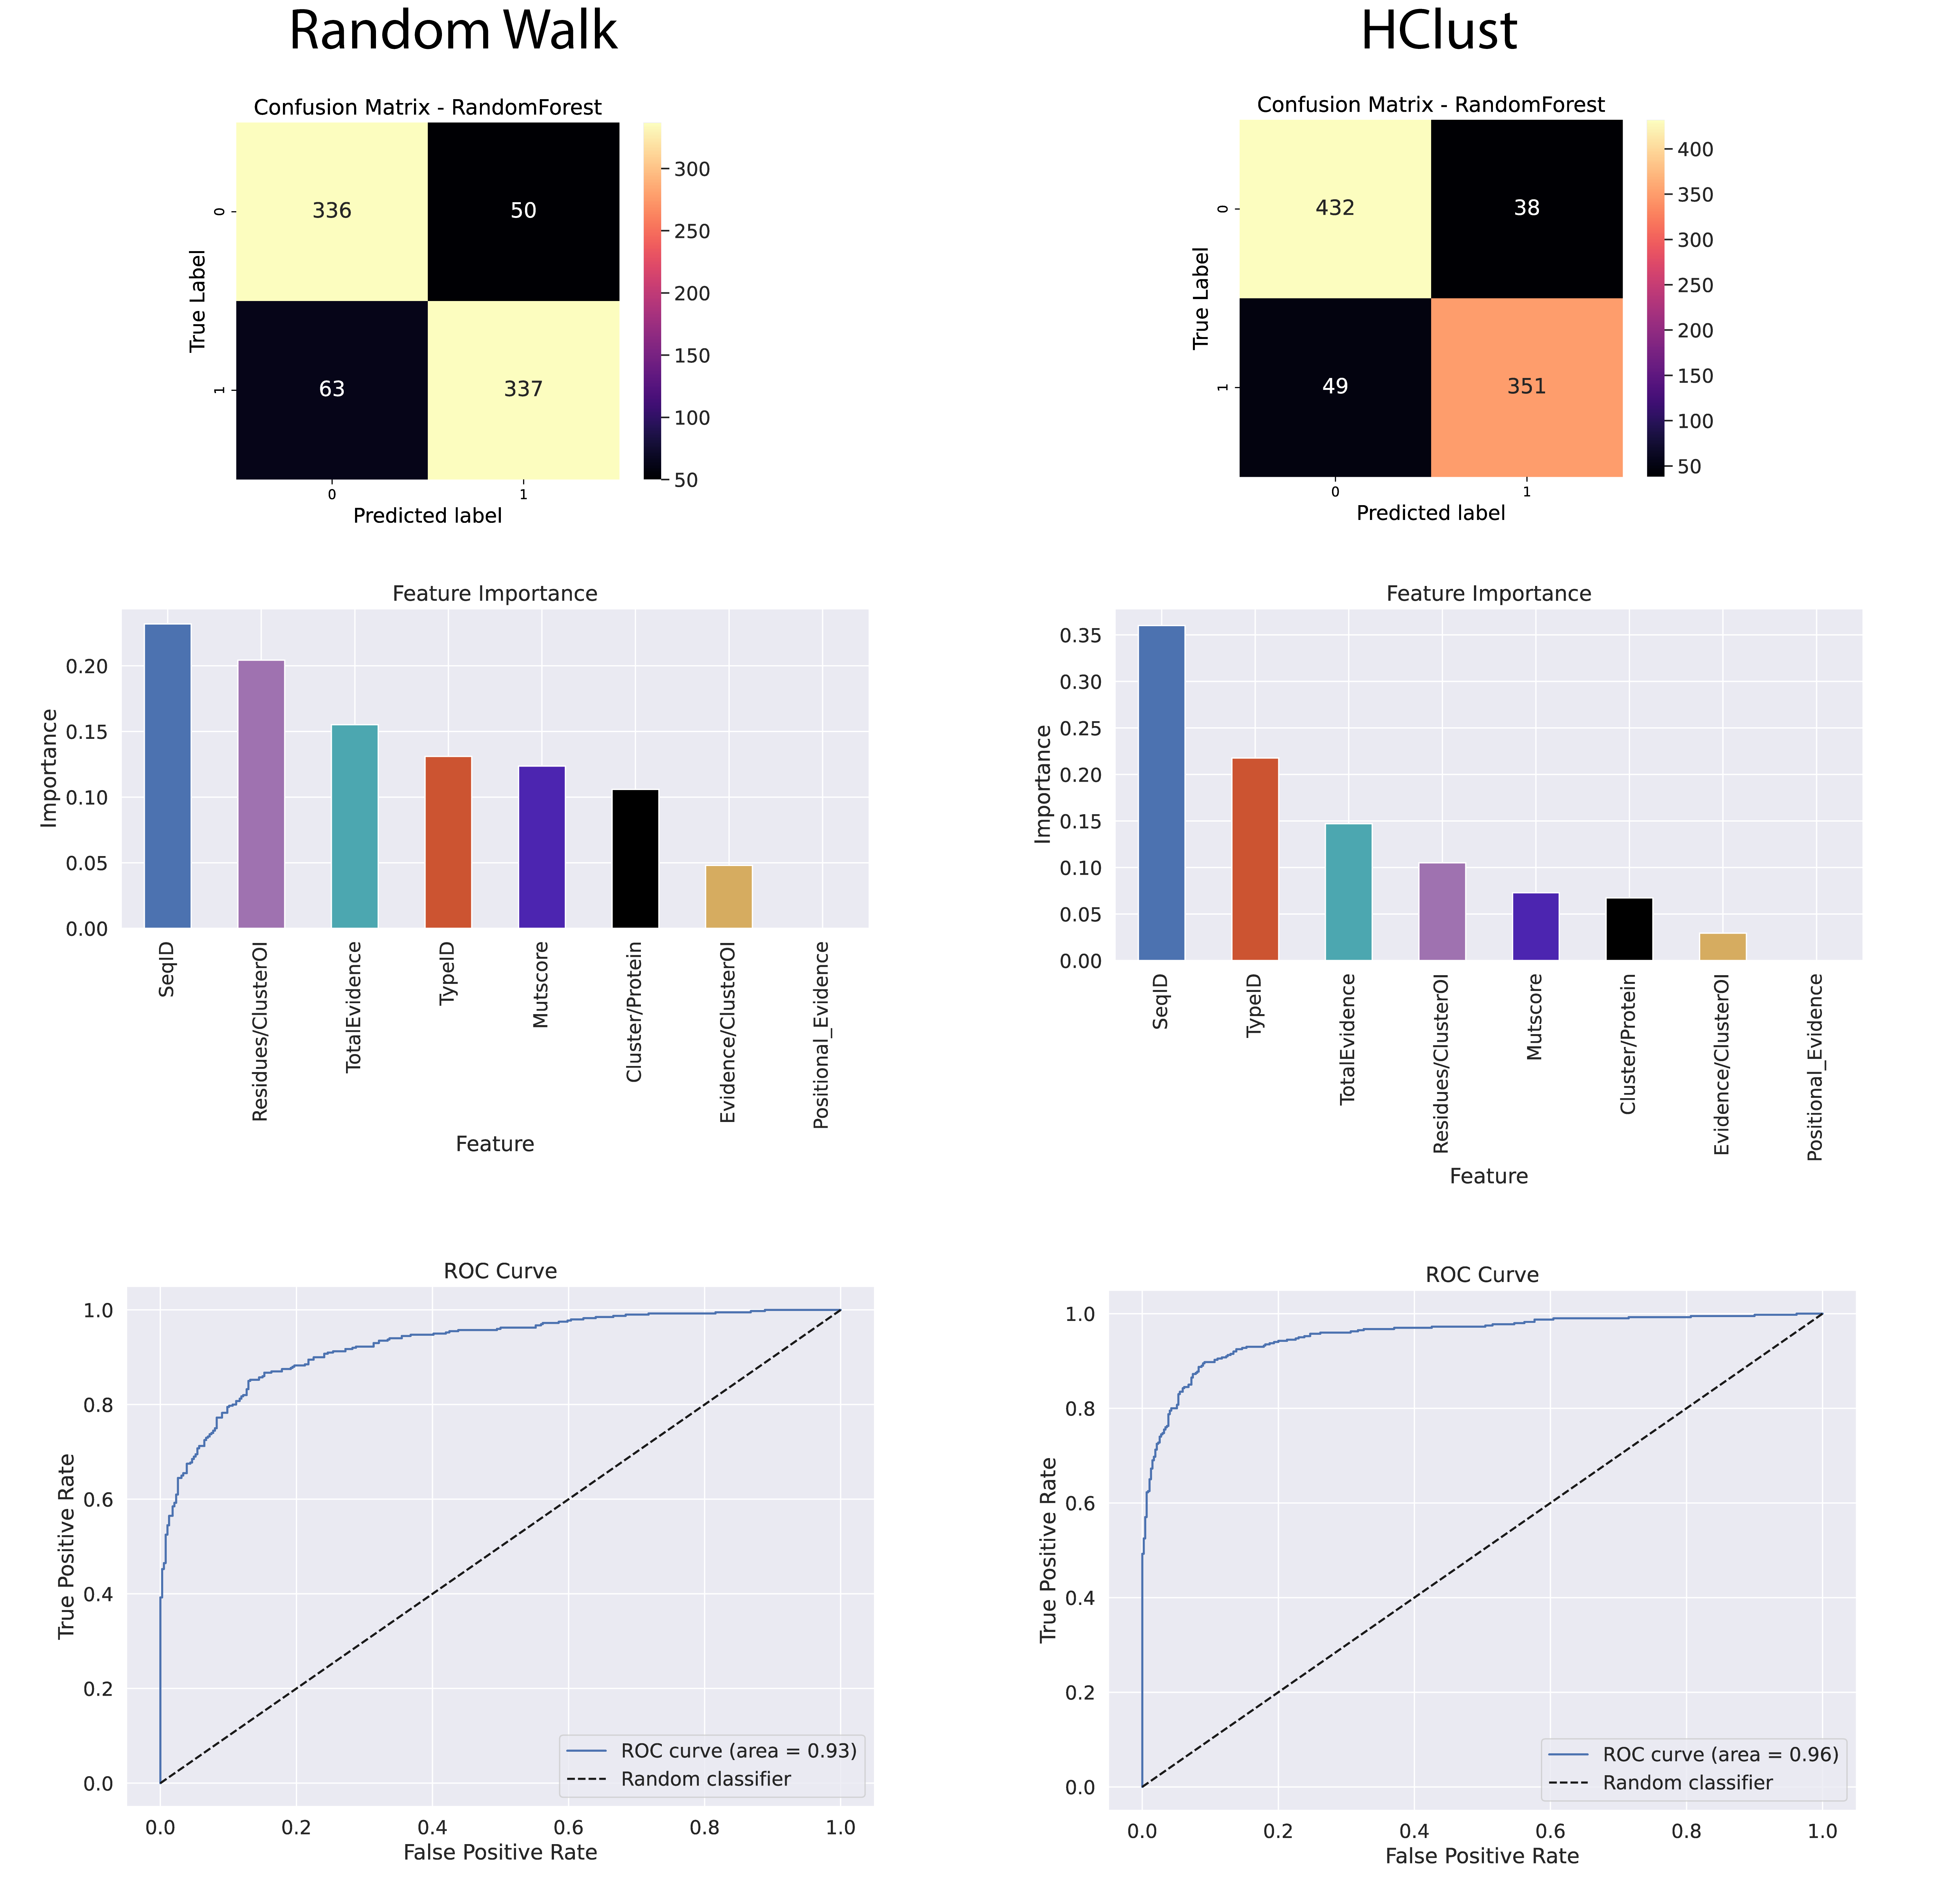 Random Walk
HClust
Confusion Matrix - RandomForest
0
1
True Label
336
50
63
337
0
1
Predicted label
300
250
200
150
100
50
Confusion Matrix - RandomForest
0
1
True Label
432
38
49
351
0
1
Predicted label
400
350
300
250
200
150
100
50
Feature Importance
Importance
0.20
0.15
0.10
0.05
0.00
SeqID
Residues/ClusterOI
TotalEvidence
TypeID
Mutscore
Cluster/Protein
Evidence/ClusterOI
Positional_Evidence
Feature
Feature Importance
Importance
0.35
0.30
0.25
0.20
0.15
0.10
0.05
0.00
SeqID
TypeID
TotalEvidence
Residues/ClusterOI
Mutscore
Cluster/Protein
Evidence/ClusterOI
Positional_Evidence
Feature
ROC Curve
True Positive Rate
1.0
0.8
0.6
0.4
0.2
0.0
ROC curve (area = 0.93)
Random classifier
0.0
0.2
0.4
0.6
0.8
1.0
False Positive Rate
ROC Curve
True Positive Rate
1.0
0.8
0.6
0.4
0.2
0.0
ROC curve (area = 0.96)
Random classifier
0.0
0.2
0.4
0.6
0.8
1.0
False Positive Rate